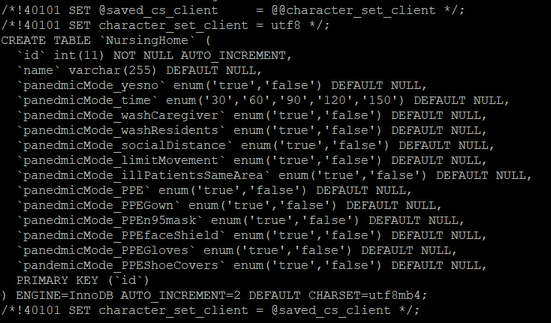 /*!40101 SET @saved_cs_client     = @@character_set_client */;
/*!40101 SET character_set_client = utf8 */;
CREATE TABLE `NursingHome` (
  `id` int(11) NOT NULL AUTO_INCREMENT,
  `name` varchar(255) DEFAULT NULL,
  `panedmicMode_yesno` enum('true','false') DEFAULT NULL,
  `panedmicMode_time` enum('30','60','90','120','150') DEFAULT NULL,
  `panedmicMode_washCaregiver` enum('true','false') DEFAULT NULL,
  `panedmicMode_washResidents` enum('true','false') DEFAULT NULL,
  `panedmicMode_socialDistance` enum('true','false') DEFAULT NULL,
  `panedmicMode_limitMovement` enum('true','false') DEFAULT NULL,
  `panedmicMode_illPatientsSameArea` enum('true','false') DEFAULT NULL,
  `panedmicMode_PPE` enum('true','false') DEFAULT NULL,
  `panedmicMode_PPEGown` enum('true','false') DEFAULT NULL,
  `panedmicMode_PPEn95mask` enum('true','false') DEFAULT NULL,
  `panedmicMode_PPEfaceShield` enum('true','false') DEFAULT NULL,
  `panedmicMode_PPEGloves` enum('true','false') DEFAULT NULL,
  `pandemicMode_PPEShoeCovers` enum('true','false') DEFAULT NULL,
  PRIMARY KEY (`id`)
) ENGINE=InnoDB AUTO_INCREMENT=2 DEFAULT CHARSET=utf8mb4;
/*!40101 SET character_set_client = @saved_cs_client */;